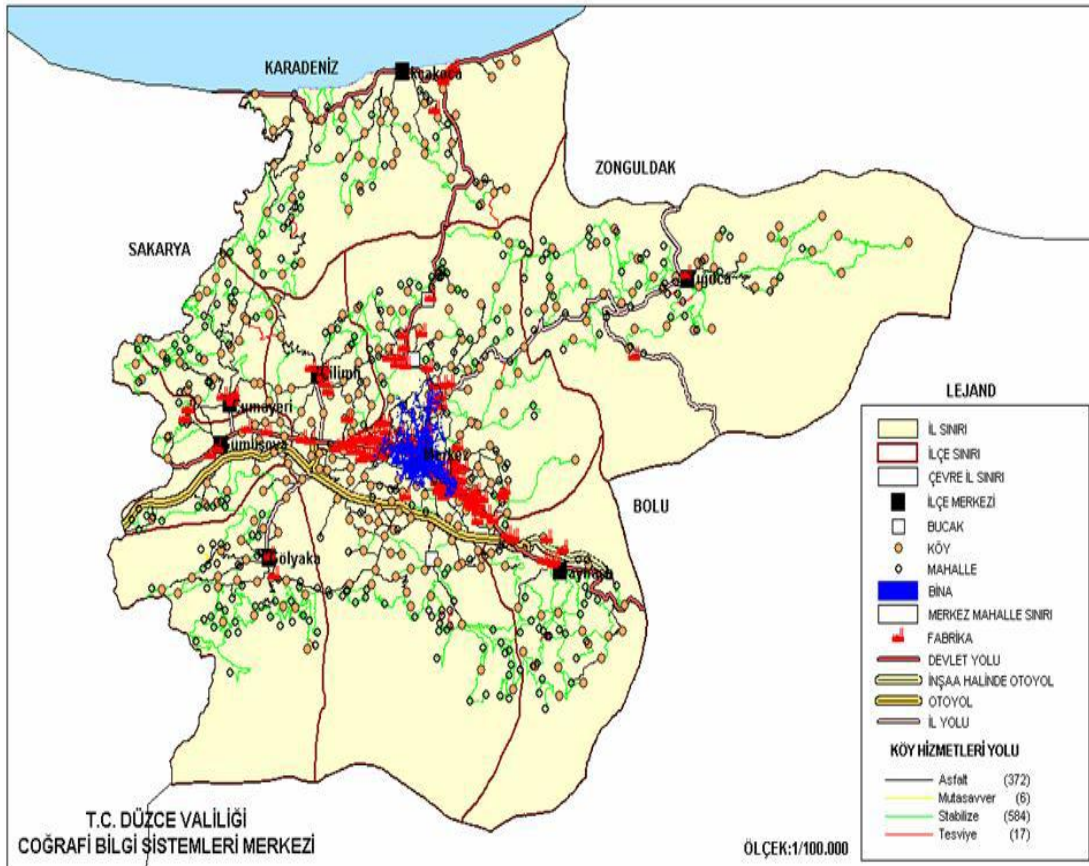 KARADENİZ
ZONGULDAK
SAKARYA
Merkez
BOLU
Gölyaka
LEJAND
İL SINIRI
İLÇE SINIRI
ÇEVRE İL SINIRI
İLÇE MERKEZİ
BUCAK
KÖY
MAHALLE
BİNA
MERKEZ MAHALLE SINIRI
FABRİKA
DEVLET YOLU
İNŞAA HALİNDE OTOYOL
OTOYOL
İL YOLU
KÖY HİZMETLERİ YOLU
Asfalt (372)
Mutasavver (6)
Stabilize (584)
Tesviye (17)
T.C. DÜZCE VALİLİĞİ
COĞRAFİ BİLGİ SİSTEMLERİ MERKEZİ
ÖLÇEK:1/100.000